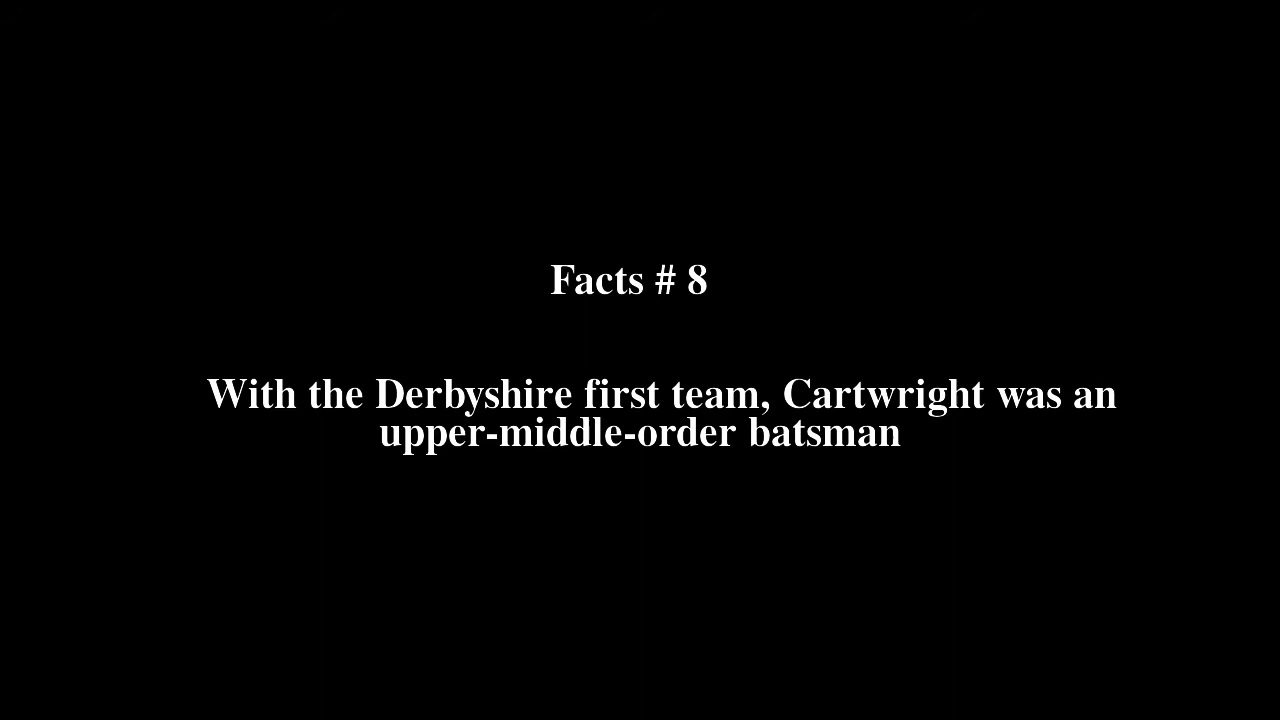 Facts # 8
With the Derbyshire first team, Cartwright was an
upper-middle-order batsman